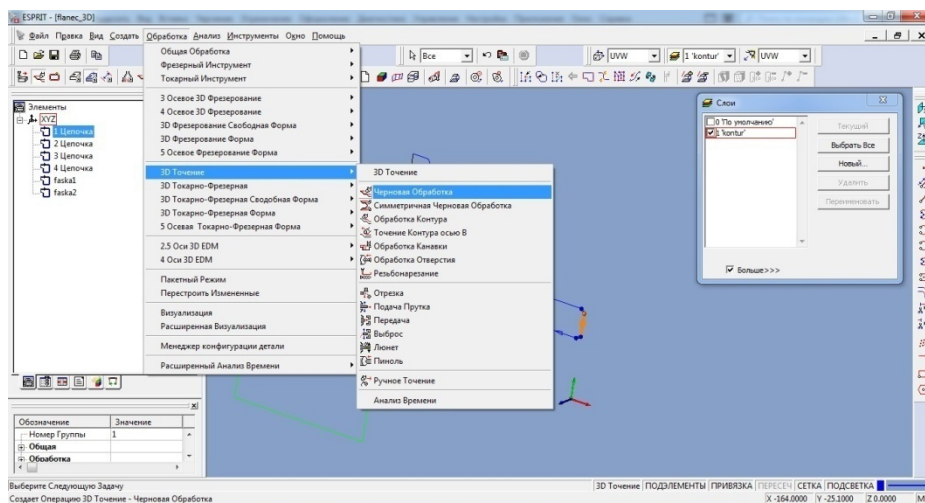 ESPRIT - [flanec_3D]
Файл Правка Вид Создать Обработка Анализ Инструменты Окно Помощь
Все
UVW
1 'kontur'
UVW
Элементы
XYZ
1 Цепочка
2 Цепочка
3 Цепочка
4 Цепочка
faska1
faska2
Общая Обработка
Фрезерный Инструмент
Токарный Инструмент
3 Осевое 3D Фрезерование
4 Осевое 3D Фрезерование
3D Фрезерование Свободная Форма
3D Фрезерование Форма
5 Осевое Фрезерование Форма
3D Точение
3D Токарно-Фрезерная
3D Токарно-Фрезерная Сводобная Форма
3D Токарно-Фрезерная Форма
5 Осевая Токарно-Фрезерная Форма
2.5 Оси 3D EDM
4 Оси 3D EDM
Пакетный Режим
Перестроить Измененные
Визуализация
Расширенная Визуализация
Менеджер конфигурации детали
Расширенный Анализ Времени
3D Точение
Черновая Обработка
Симметричная Черновая Обработка
Обработка Контура
Точение Контура осью В
Обработка Канавки
Обработка Отверстия
Резьбонарезание
Отрезка
Подача Прутка
Передача
Выброс
Люнет
Пиноль
Ручное Точение
Анализ Времени
Слои
0 'По умолчанию'
1 'kontur'
Текущий
Выбрать Все
Новый...
Удалить
Переименовать
Больше>>>
Обозначение Значение
Номер Группы 1
Общая
Обработка
Выберите Следующую Задачу
3D Точение ПОДЭЛЕМЕНТЫ ПРИВЯЗКА ПЕРЕСЕЧ СЕТКА ПОДСВЕТКА
Создает Операцию 3D Точение - Черновая Обработка
X -164.0000 Y -25.1000 Z 0.0000 M